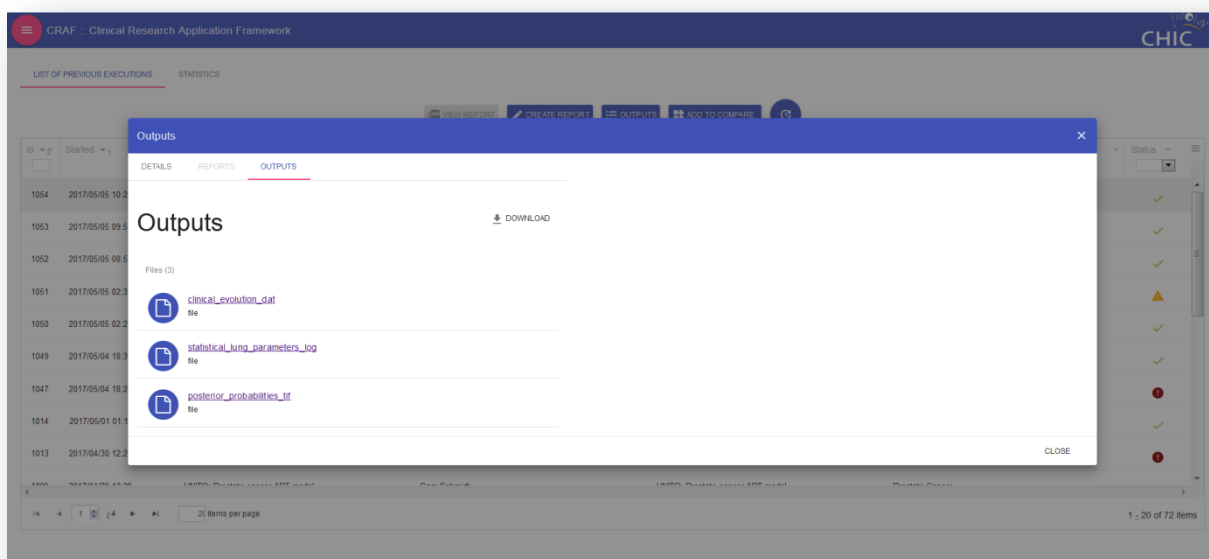 CRAF :: Clinical Research Application Framework
CHIC
LIST OF PREVIOUS EXECUTIONS STATISTICS
VIEW REPORT CREATE REPORT OUTPUTS ADD TO COMPARE
Outputs
Id Started Status
DETAILS REPORTS OUTPUTS
1054 2017/05/05 10:2
Outputs DOWNLOAD
1053 2017/05/05 09:5
1052 2017/05/05 08:5
Files (3)
1051 2017/05/05 02:3
clinical_evolution_dat
file
1050 2017/05/05 02:2
statistical_lung_parameters_log
1049 2017/05/04 18:3
file
1047 2017/05/04 18:2
posterior_probabilities_tif
file
1014 2017/05/01 01:1
1013 2017/04/30 12:2
CLOSE
1 / 4 20 items per page
1 - 20 of 72 items